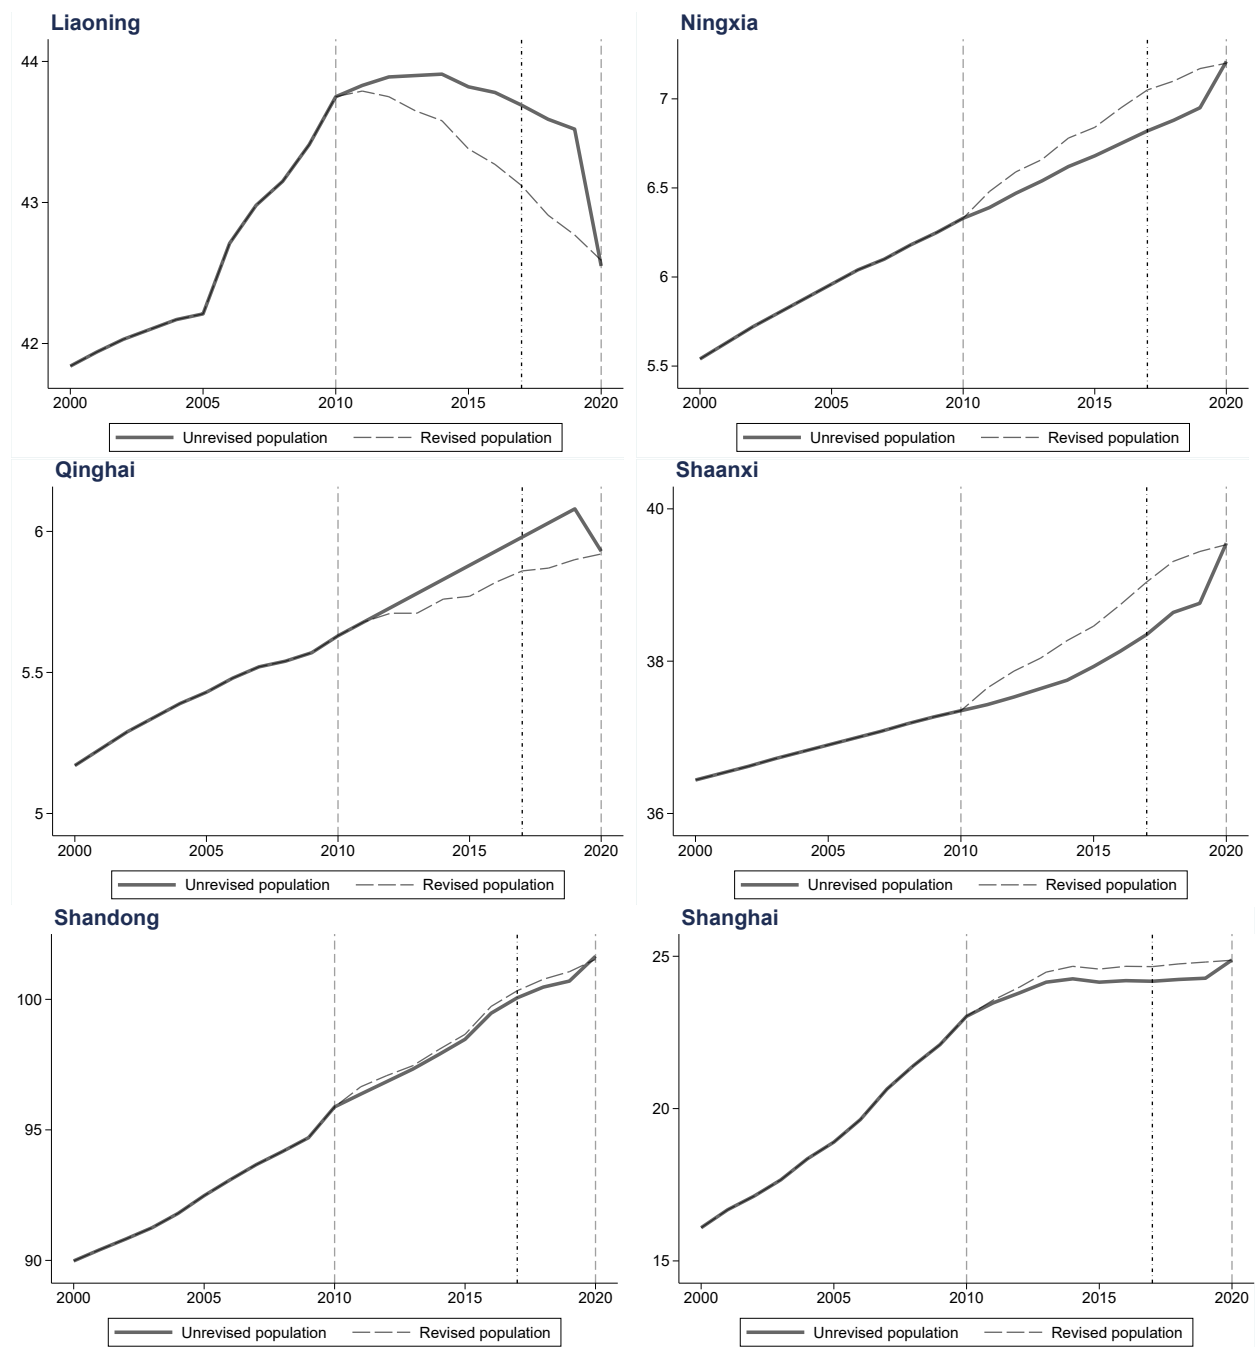 Liaoning
44
43
42
2000 2005 2010 2015 2020
Unrevised population Revised population
Ningxia
7
6.5
6
5.5
2000 2005 2010 2015 2020
Unrevised population Revised population
Qinghai
6
5.5
5
2000 2005 2010 2015 2020
Unrevised population Revised population
Shaanxi
40
38
36
2000 2005 2010 2015 2020
Unrevised population Revised population
Shandong
100
95
90
2000 2005 2010 2015 2020
Unrevised population Revised population
Shanghai
25
20
15
2000 2005 2010 2015 2020
Unrevised population Revised population